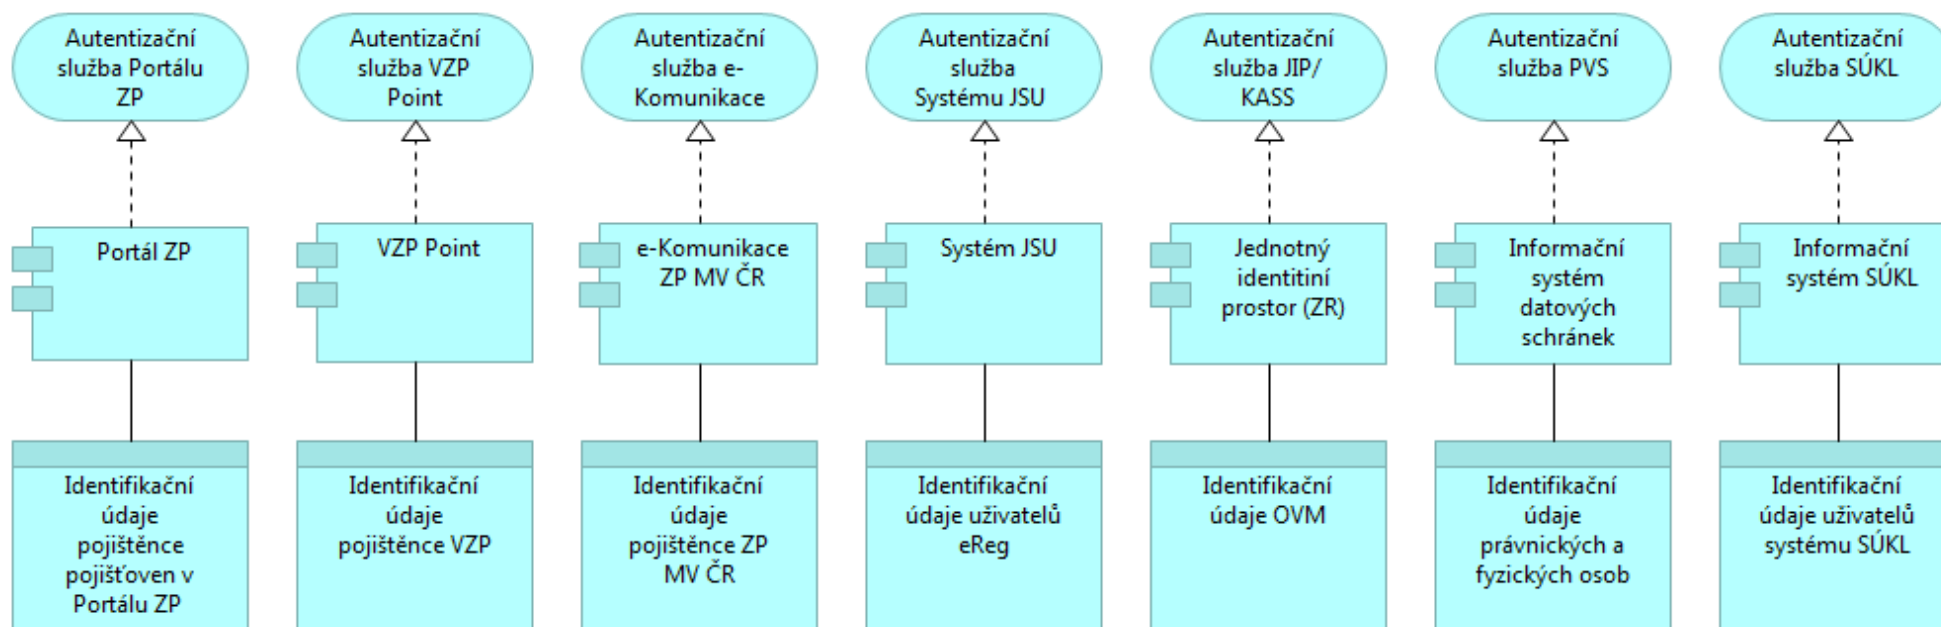 Autentizační
služba Portálu
ZP
Autentizační
služba VZP
Point
Autentizační
služba e-
Komunikace
Autentizační
služba
Systému JSU
Autentizační
služba JIP/
KASS
Autentizační
služba PVS
Autentizační
služba SÚKL
Portál ZP
VZP Point
e-Komunikace
ZP MV ČR
Systém JSU
Jednotný
identitiní
prostor (ZR)
Informační
systém
datových
schránek
Informační
systém SÚKL
Identifikační
údaje
pojištěnce
pojišťoven v
Portálu ZP
Identifikační
údaje
pojištěnce VZP
Identifikační
údaje
pojištěnce ZP
MV ČR
Identifikační
údaje uživatelů
eReg
Identifikační
údaje OVM
Identifikační
údaje
právnických a
fyzických osob
Identifikační
údaje uživatelů
systému SÚKL